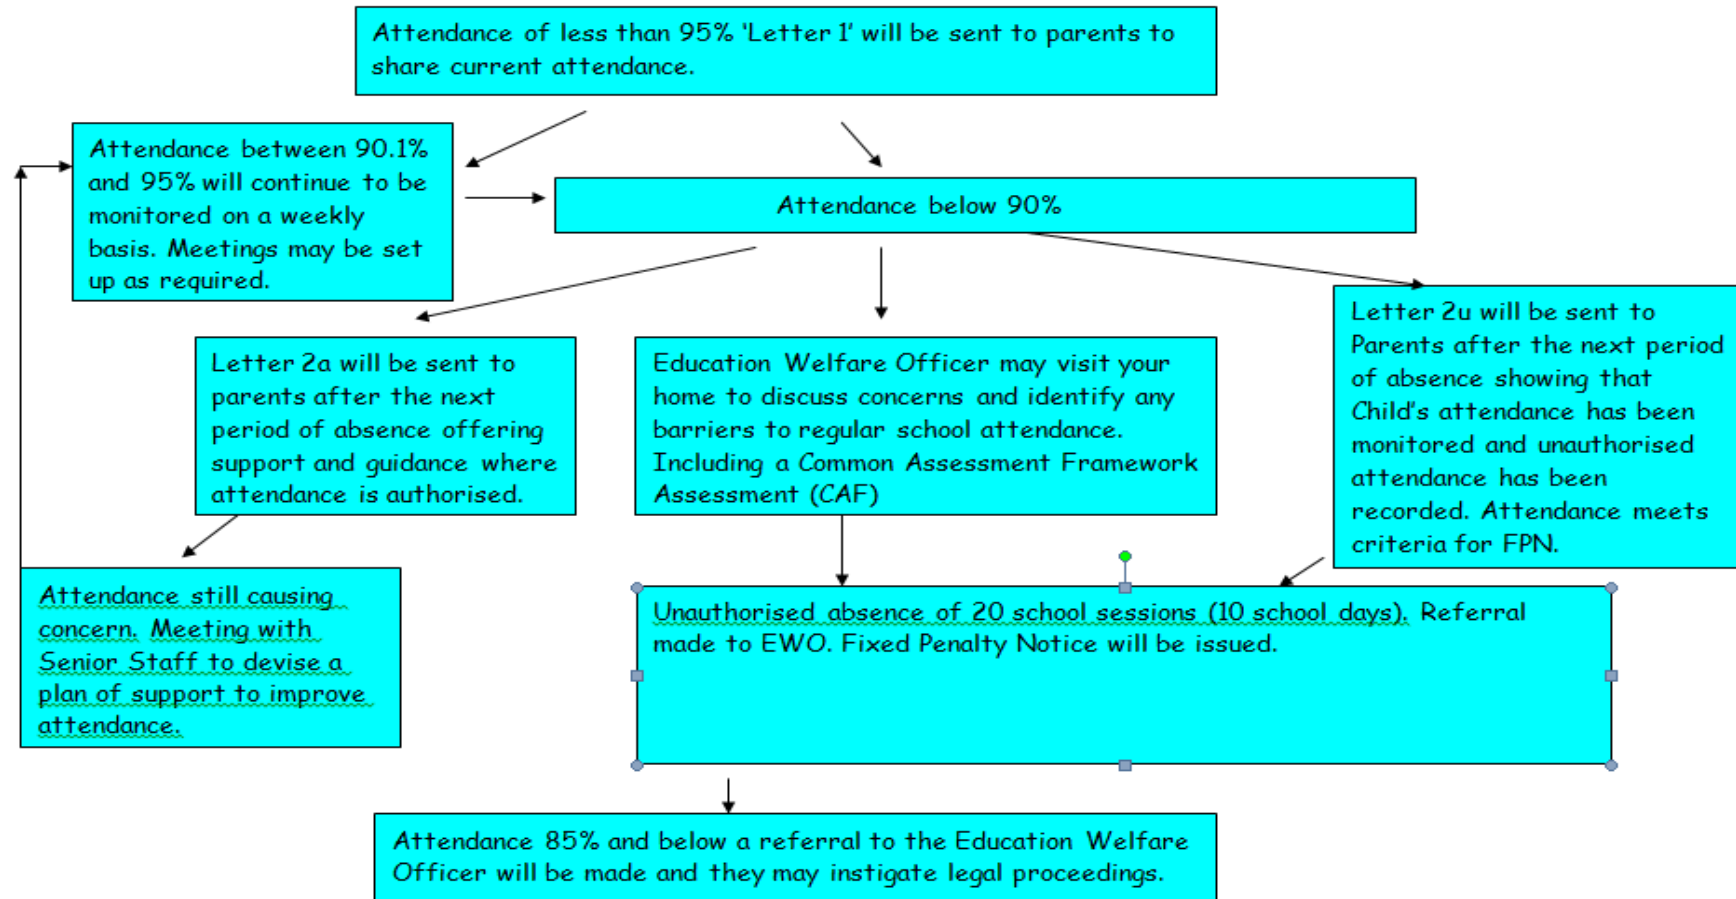 Attendance of less than 95% 'Letter 1' will be sent to parents to
share current attendance.
Attendance between 90.1%
and 95% will continue to be
monitored on a weekly
basis. Meetings may be set
up as required.
Attendance below 90%
Letter 2a will be sent to
parents after the next
period of absence offering
support and guidance where
attendance is authorised.
Education Welfare Officer may visit your
home to discuss concerns and identify any
barriers to regular school attendance.
Including a Common Assessment Framework
Assessment (CAF)
Letter 2u will be sent to
Parents after the next period
of absence showing that
Child's attendance has been
monitored and unauthorised
attendance has been
recorded. Attendance meets
criteria for FPN.
Attendance still causing
concern. Meeting with
Senior Staff to devise a
plan of support to improve
attendance.
Unauthorised absence of 20 school sessions (10 school days). Referral
made to EWO. Fixed Penalty Notice will be issued.
Attendance 85% and below a referral to the Education Welfare
Officer will be made and they may instigate legal proceedings.